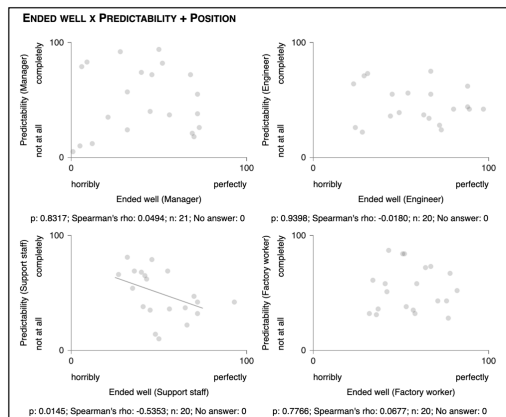 ENDED WELL X PREDICTABILITY + POSITION
100
Predictability (Manager)
not at all completely
0
0 100
horribly perfectly
Ended well (Manager)
p: 0.8317; Spearman's rho: 0.0494; n: 21; No answer: 0
100
Predictability (Engineer)
not at all completely
0
0 100
horribly perfectly
Ended well (Engineer)
p: 0.9398; Spearman's rho: -0.0180; n: 20; No answer: 0
100
Predictability (Support staff)
not at all completely
0
0 100
horribly perfectly
Ended well (Support staff)
p: 0.0145; Spearman's rho: -0.5353; n: 20; No answer: 0
100
Predictability (Factory worker)
not at all completely
0
0 100
horribly perfectly
Ended well (Factory worker)
p: 0.7766; Spearman's rho: 0.0677; n: 20; No answer: 0